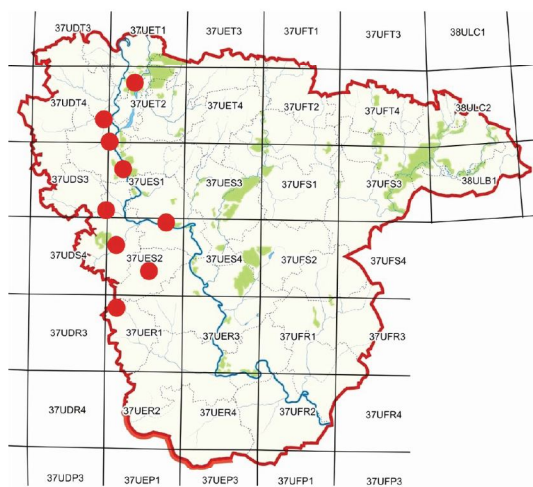 37UDT3 37UET1 37UET3 37UFT1 37UFT3 38ULC1
37UDT4 37UET2 37UET4 37UFT2 37UFT4 38ULC2
37UDS3 37UES1 37UES3 37UFS1 37UFS3 38ULB1
37UDS4 37UES2 37UES4 37UFS2 37UFS4
37UDR3 37UER1 37UER3 37UFR1 37UFR3
37UDR4 37UER2 37UER4 37UFR2 37UFR4
37UDP3 37UEP1 37UEP3 37UFP1 37UFP3